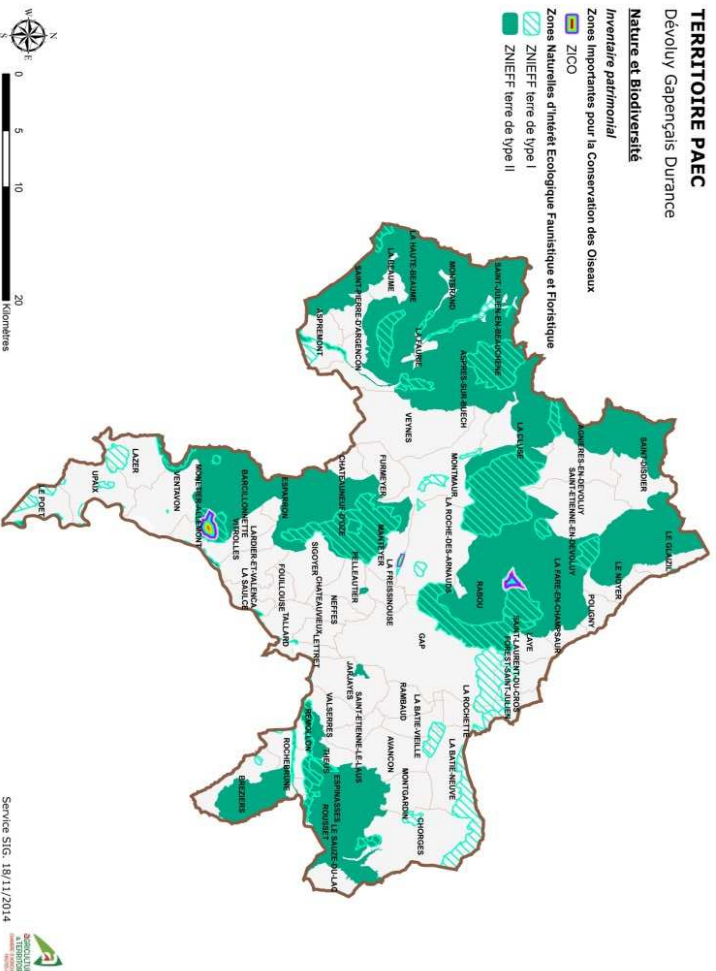 TERRITOIRE PAEC
Dévoluy Gapençais Durance
Nature et Biodiversité
Inventaire patrimonial
Zones Importantes pour la Conservation des Oiseaux
ZICO
Zones Naturelles d'Intérêt Ecologique Faunistique et Floristique
ZNIEFF terre de type I
ZNIEFF terre de type II
SAINT-DISDIER
LE GLAIZIL
LE NOYER
AGNIERES-EN-DEVOLUY
SAINT-ETIENNE-EN-DEVOLUY
POLIGNY
LA FARE-EN-CHAMPSAUR
LA CLUSE
LAYE
SAINT-LAURENT-DU-CROS
FOREST-SAINT-JULIEN
SAINT-JULIEN-EN-BEAUCHENE
RABOU
LA ROCHETTE
MONTBRAND
ASPRES-SUR-BUECH
MONTMAUR
LA ROCHE-DES-ARNAUDS
LA BATIE-NEUVE
LA HAUTE-BEAUME
LA FAURIE
VEYNES
GAP
LA BATIE-VIEILLE
CHORGES
LA BEAUME
RAMBAUD
MONTGARDIN
FURMEYER
LA FREISSINOUSE
AVANCON
MANTEYER
SAINT-PIERRE-D'ARGENCON
PELLEAUTIER
JARJAYES
SAINT-ETIENNE-LE-LAUS
CHATEAUNEUF-D'OZE
NEFFES
VALSERRES
ESPINASSES
LE SAUZE-DU-LAC
ASPREMONT
SIGOYER
CHATEAUVIEUX
LETTRET
THEUS
ROUSSET
REMOLLON
ESPARRON
FOUILLOUSE
TALLARD
ROCHEBRUNE
LARDIER-ET-VALENCA
LA SAULCE
BARCILLONNETTE
VITROLLES
BREZIERS
MONETIER-ALLEMONT
VENTAVON
LAZER
UPAIX
LE POET
N
W
E
S
0 5 10 20
Kilomètres
Service SIG. 18/11/2014
AGRICULTURES
& TERRITOIRES